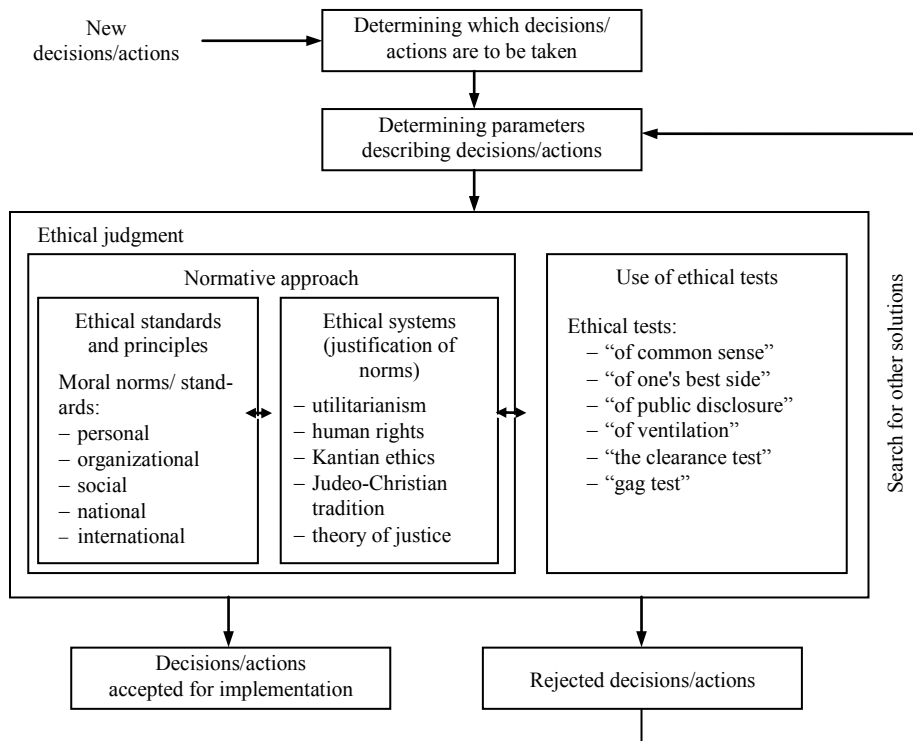 New
decisions/actions
Determining which decisions/
actions are to be taken
Determining parameters
describing decisions/actions
Ethical judgment
Normative approach
Ethical standards
and principles
Moral norms/ stand-
ards:
– personal
– organizational
– social
– national
– international
Ethical systems
(justification of
norms)
– utilitarianism
– human rights
– Kantian ethics
– Judeo-Christian
tradition
– theory of justice
Use of ethical tests
Ethical tests:
– “of common sense”
– “of one's best side”
– “of public disclosure”
– “of ventilation”
– “the clearance test”
– “gag test”
Search for other solutions
Decisions/actions
accepted for implementation
Rejected decisions/actions